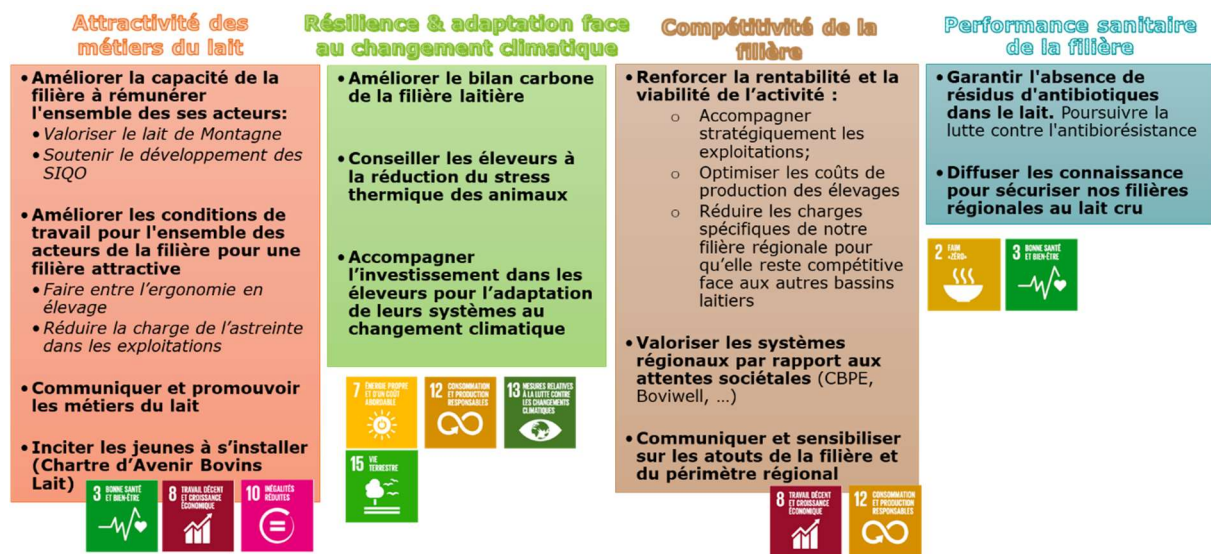 Attractivité des
métiers du lait
• Améliorer la capacité de la
filière à rémunérer
l'ensemble des ses acteurs:
• Valoriser le lait de Montagne
• Soutenir le développement des
SIQO
• Améliorer les conditions de
travail pour l'ensemble des
acteurs de la filière pour une
filière attractive
• Faire entre l'ergonomie en
élevage
• Réduire la charge de l'astreinte
dans les exploitations
• Communiquer et promouvoir
les métiers du lait
• Inciter les jeunes à s'installer
(Chartre d'Avenir Bovins
Lait)
3 BONNE SANTÉ
ET BIEN-ÊTRE
8 TRAVAIL DÉCENT
ET CROISSANCE
ÉCONOMIQUE
10 INÉGALITÉS
RÉDUITES
Résilience & adaptation face
au changement climatique
• Améliorer le bilan carbone
de la filière laitière
• Conseiller les éleveurs à
la réduction du stress
thermique des animaux
• Accompagner
l'investissement dans les
éleveurs pour l'adaptation
de leurs systèmes au
changement climatique
7 ÉNERGIE PROPRE
ET D'UN COÛT
ABORDABLE
12 CONSOMMATION
ET PRODUCTION
RESPONSABLES
13 MESURES RELATIVES
À LA LUTTE CONTRE
LES CHANGEMENTS
CLIMATIQUES
15 VIE
TERRESTRE
Compétitivité de la
filière
• Renforcer la rentabilité et la
viabilité de l'activité :
o Accompagner
stratégiquement les
exploitations;
o Optimiser les coûts de
production des élevages
o Réduire les charges
spécifiques de notre
filière régionale pour
qu'elle reste compétitive
face aux autres bassins
laitiers
• Valoriser les systèmes
régionaux par rapport aux
attentes sociétales (CBPE,
Boviwell, ...)
• Communiquer et sensibiliser
sur les atouts de la filière et
du périmètre régional
8 TRAVAIL DÉCENT
ET CROISSANCE
ÉCONOMIQUE
12 CONSOMMATION
ET PRODUCTION
RESPONSABLES
Performance sanitaire
de la filière
• Garantir l'absence de
résidus d'antibiotiques
dans le lait. Poursuivre la
lutte contre l'antibiorésistance
• Diffuser les connaissance
pour sécuriser nos filières
régionales au lait cru
2 FAIM
«ZÉRO»
3 BONNE SANTÉ
ET BIEN-ÊTRE